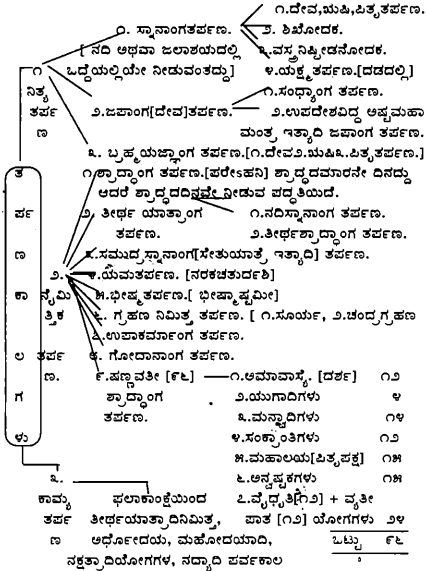 ೧.ದೇವ,ಋಷಿ,ಪಿತೃತರ್ಪಣ.
೧. ಸ್ನಾನಾಂಗತರ್ಪಣ. ೨. ಶಿಖೋದಕ.
[ ನದಿ ಅಥವಾ ಜಲಾಶಯದಲ್ಲಿ ೩.ವಸ್ತ್ರನಿಷ್ಪೀಡನೋದಕ.
೧ ಒದ್ದೆಯಲ್ಲಿಯೇ ನೀಡುವಂತದ್ದು] ೪.ಯಕ್ಷ್ಮತರ್ಪಣ.[ದಡದಲ್ಲಿ]
ನಿತ್ಯ ೧.ಸಂಧ್ಯಾಂಗ ತರ್ಪಣ.
ತರ್ಪ ೨.ಜಪಾಂಗ[ದೇವ]ತರ್ಪಣ. ೨.ಉಪದೇಶವಿದ್ದ ಅಷ್ಟಮಹಾ
ಣ ಮಂತ್ರ ಇತ್ಯಾದಿ ಜಪಾಂಗ ತರ್ಪಣ.
೩. ಬ್ರಹ್ಮಯಜ್ಞಾಂಗ ತರ್ಪಣ.[೧.ದೇವ೨.ಋಷಿ೩.ಪಿತೃತರ್ಪಣ.]
ತ ೧ಶ್ರಾದ್ಧಾಂಗ ತರ್ಪಣ.[ಪರೇಽಹನಿ] ಶ್ರಾದ್ಧದಮಾರನೇ ದಿನದ್ದು
ಆದರೆ ಶ್ರಾದ್ಧದದಿನವೇ ನೀಡುವ ಪದ್ಧತಿಯಿದೆ.
ರ್ಪ ೨. ತೀರ್ಥ ಯಾತ್ರಾಂಗ ೧.ನದಿಸ್ನಾನಾಂಗ ತರ್ಪಣ.
ತರ್ಪಣ. ೨.ತೀರ್ಥಶ್ರಾದ್ಧಾಂಗ ತರ್ಪಣ.
ಣ ೩.ಸಮುದ್ರಸ್ನಾನಾಂಗ[ಸೇತುಯಾತ್ರೆ ಇತ್ಯಾದಿ] ತರ್ಪಣ.
೨. ೪.ಯಮತರ್ಪಣ. [ನರಕಚತುರ್ದಶಿ]
ಕಾ ನೈಮಿ ೫.ಭೀಷ್ಮತರ್ಪಣ.[ ಭೀಷ್ಮಾಷ್ಟಮೀ]
ತ್ತಿಕ ೬. ಗ್ರಹಣ ನಿಮಿತ್ತ ತರ್ಪಣ. [ ೧.ಸೂರ್ಯ, ೨.ಚಂದ್ರಗ್ರಹಣ
೭.ಉಪಾಕರ್ಮಾಂಗ ತರ್ಪಣ.
ಲ ತರ್ಪ ೮. ಗೋದಾನಾಂಗ ತರ್ಪಣ.
ಣ. ೯.ಷಣ್ಣವತೀ [೯೬] ೧.ಅಮಾವಾಸ್ಯೆ. [ದರ್ಶ] ೧೨
ಗ ಶ್ರಾದ್ಧಾಂಗ ೨.ಯುಗಾದಿಗಳು ೪
ತರ್ಪಣ. ೩.ಮನ್ವಾದಿಗಳು ೧೪
ಳು ೪.ಸಂಕ್ರಾಂತಿಗಳು ೧೨
೫.ಮಹಾಲಯ[ಪಿತೃಪಕ್ಷ] ೧೫
೩. ೬.ಅನ್ವಷ್ಟಕಗಳು ೧೫
ಕಾಮ್ಯ ಫಲಾಕಾಂಕ್ಷೆಯಿಂದ ೭.ವೈಧೃತಿ[೧೨] + ವ್ಯತೀ
ತರ್ಪ ತೀರ್ಥಯಾತ್ರಾದಿನಿಮಿತ್ತ, ಪಾತ [೧೨] ಯೋಗಗಳು ೨೪
ಣ ಅರ್ಧೋದಯ, ಮಹೋದಯಾದಿ, ಒಟ್ಟು ೯೬
ನಕ್ಷತ್ರಾದಿಯೋಗಗಳ, ನದ್ಯಾದಿ ಪರ್ವಕಾಲ